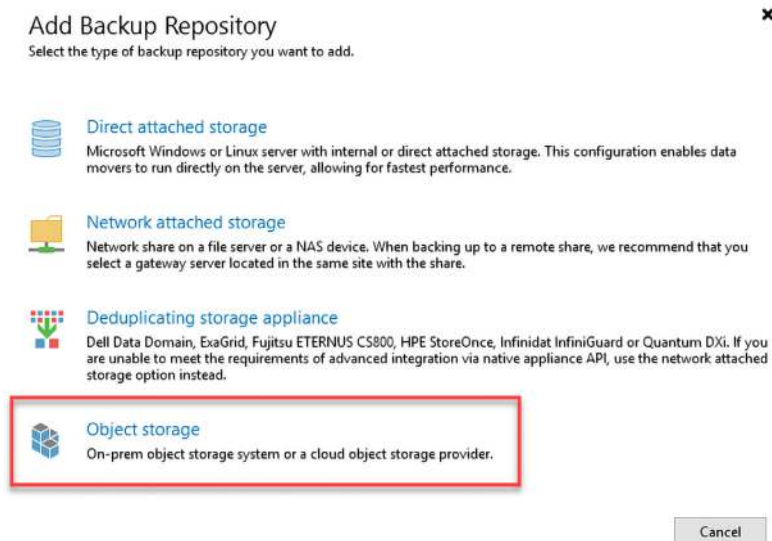 Add Backup Repository
Select the type of backup repository you want to add.
Direct attached storage
Microsoft Windows or Linux server with internal or direct attached storage. This configuration enables data
movers to run directly on the server, allowing for fastest performance.
Network attached storage
Network share on a file server or a NAS device. When backing up to a remote share, we recommend that you
select a gateway server located in the same site with the share.
Deduplicating storage appliance
Dell Data Domain, ExaGrid, Fujitsu ETERNUS CS800, HPE StoreOnce, Infinidat InfiniGuard or Quantum DXi. If you
are unable to meet the requirements of advanced integration via native appliance API, use the network attached
storage option instead.
Object storage
On-prem object storage system or a cloud object storage provider.
Cancel